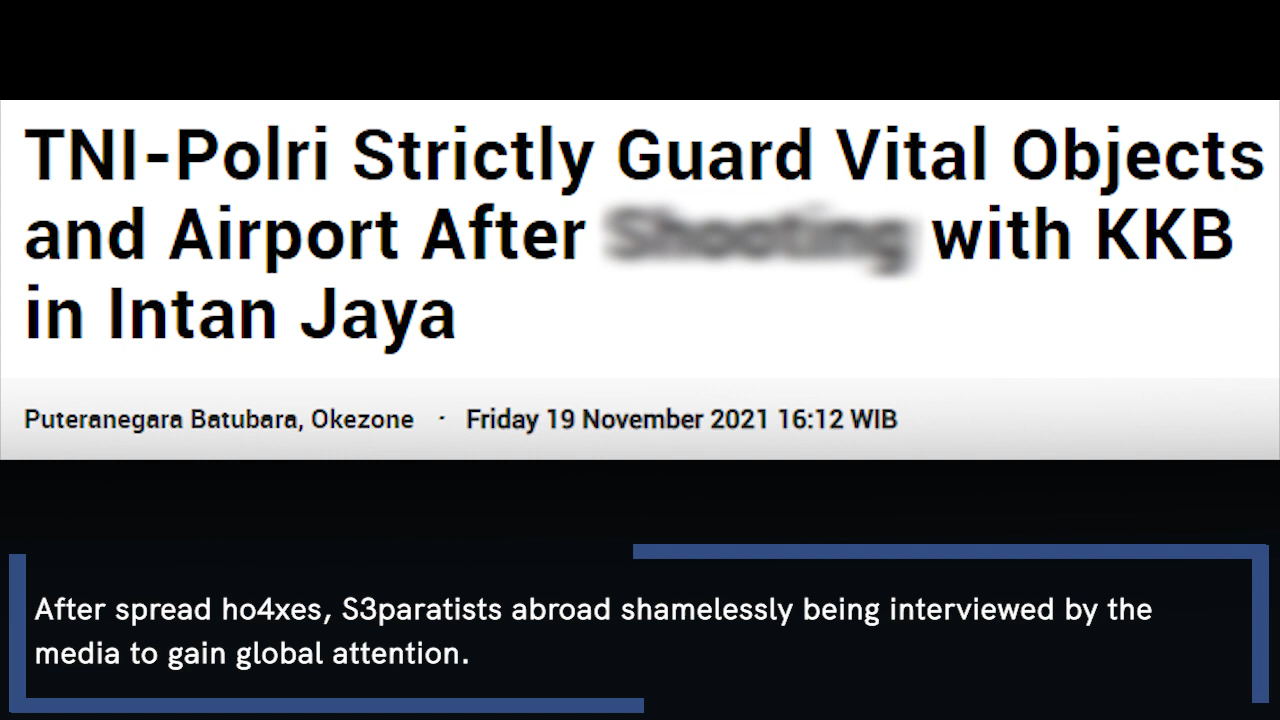 TNI-Polri Strictly Guard Vital Objects
and Airport After Shooting with KKB
in Intan Jaya
Puteranegara Batubara, Okezone · Friday 19 November 2021 16:12 WIB
After spread ho4xes, S3paratists abroad shamelessly being interviewed by the
media to gain global attention.